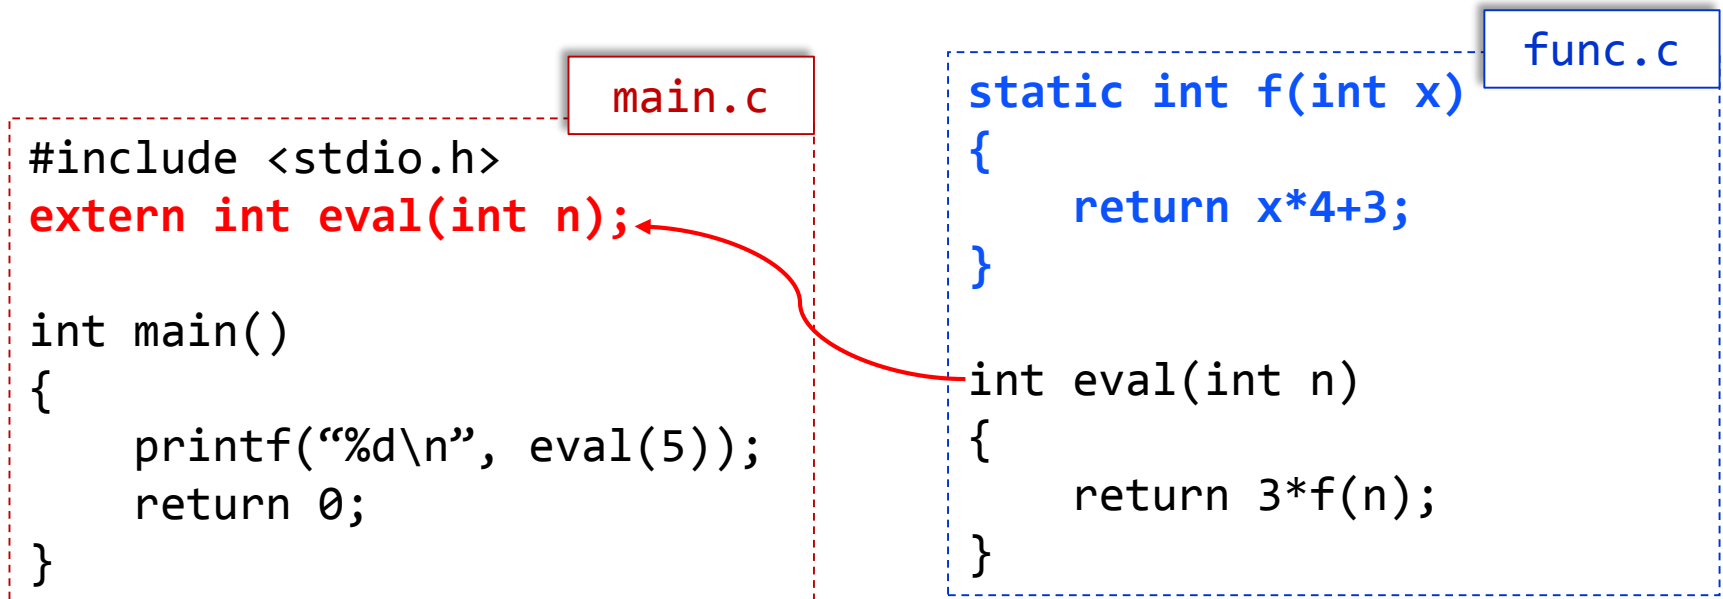 main.c
#include <stdio.h>
extern int eval(int n);
int main()
{
    printf(“%d\n”, eval(5));
    return 0;
}
func.c
static int f(int x)
{
    return x*4+3;
}
int eval(int n)
{
    return 3*f(n);
}